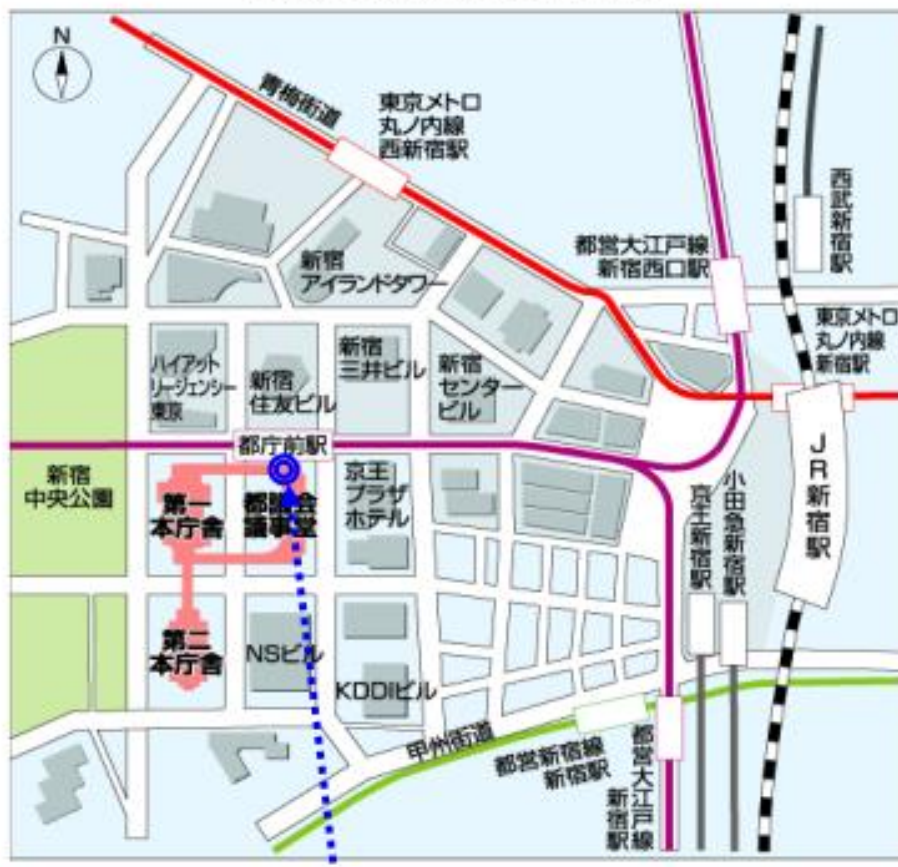 N
青梅街道
東京メトロ
丸ノ内線
西新宿駅
西武新宿駅
都営大江戸線
新宿西口駅
新宿
アイランドタワー
東京メトロ
丸ノ内線
新宿駅
ハイアット
リージェンシー
東京
新宿
住友ビル
新宿
三井ビル
新宿
センター
ビル
都庁前駅
新宿
中央公園
第一
本庁舎
都議会
議事堂
京王
プラザ
ホテル
京王新宿駅
小田急新宿駅
JR新宿駅
第二
本庁舎
NSビル
KDDIビル
甲州街道
都営新宿線
新宿駅
都営大江戸線
新宿駅